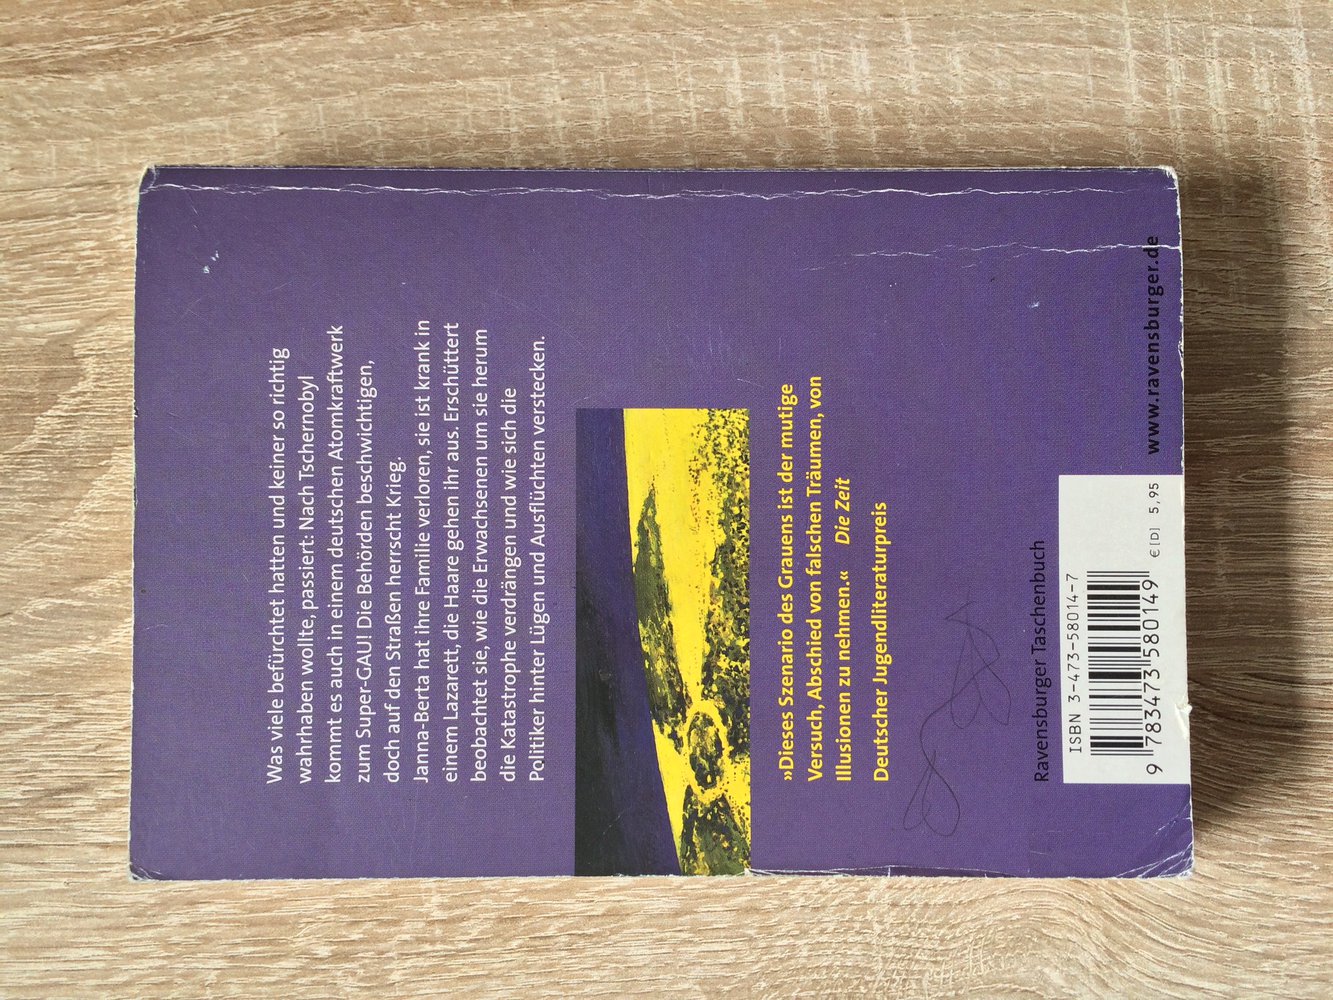 Was viele befürchtet hatten und keiner so richtig
wahrhaben wollte, passiert: Nach Tschernobyl
kommt es auch in einem deutschen Atomkraftwerk
zum Super-GAU! Die Behörden beschwichtigen,
doch auf den Straßen herrscht Krieg.
Janna-Berta hat ihre Familie verloren, sie ist krank in
einem Lazarett, die Haare gehen ihr aus. Erschüttert
beobachtet sie, wie die Erwachsenen um sie herum
die Katastrophe verdrängen und wie sich die
Politiker hinter Lügen und Ausflüchten verstecken.
»Dieses Szenario des Grauens ist der mutige
Versuch, Abschied von falschen Träumen, von
Illusionen zu nehmen.« Die Zeit
Deutscher Jugendliteraturpreis
Ravensburger Taschenbuch
ISBN 3-473-58014-7
9 783473 580149
€ [D] 5,95
www.ravensburger.de